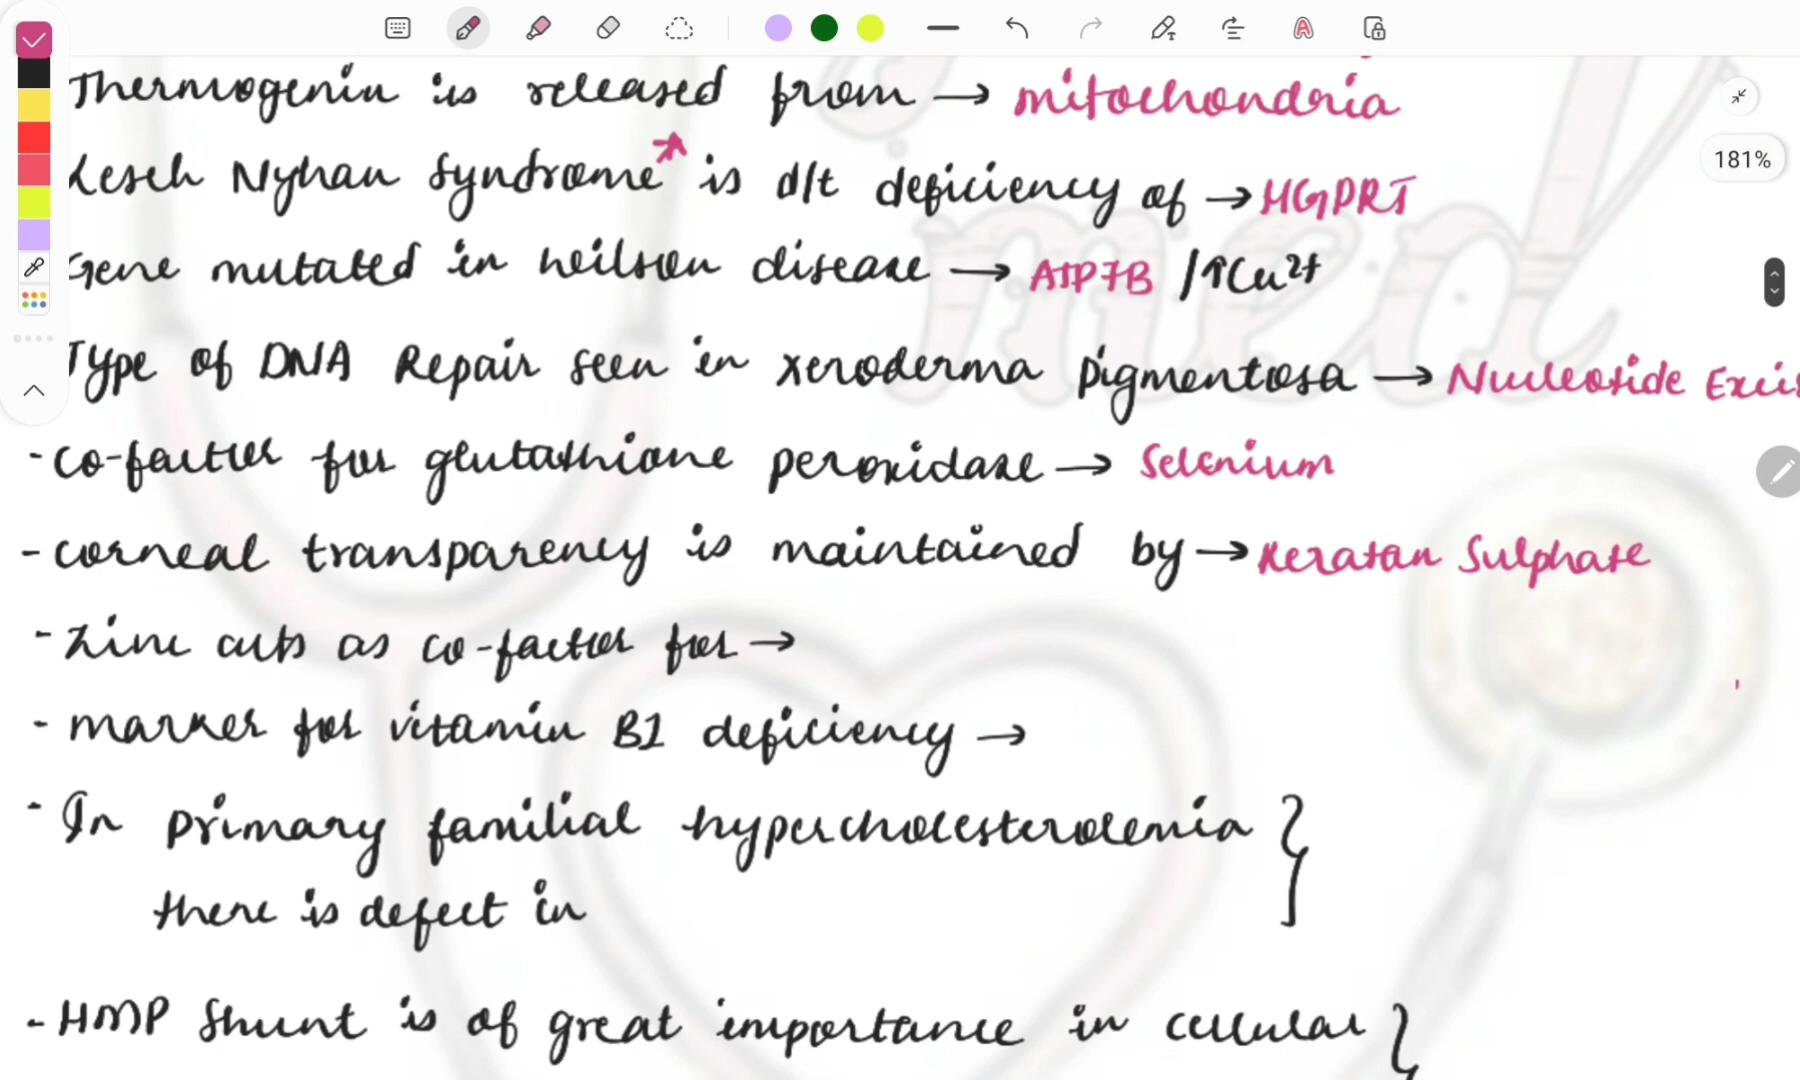 Thermogenin is released from → mitochondria
Lesch Nyhan Syndrome* is d/t deficiency of → HGPRT
Gene mutated in Weilson disease → ATP7B /↑Cu²⁺
Type of DNA Repair seen in xeroderma pigmentosa → Nucleotide Excis
- co-factor for glutathione peroxidase → Selenium
- corneal transparency is maintained by → Keratan Sulphate
- Zinc acts as co-factor for →
- marker for vitamin B1 deficiency →
- In primary familial hypercholesterolemia }
there is defect in
- HMP Shunt is of great importance in cellular }
med
181%